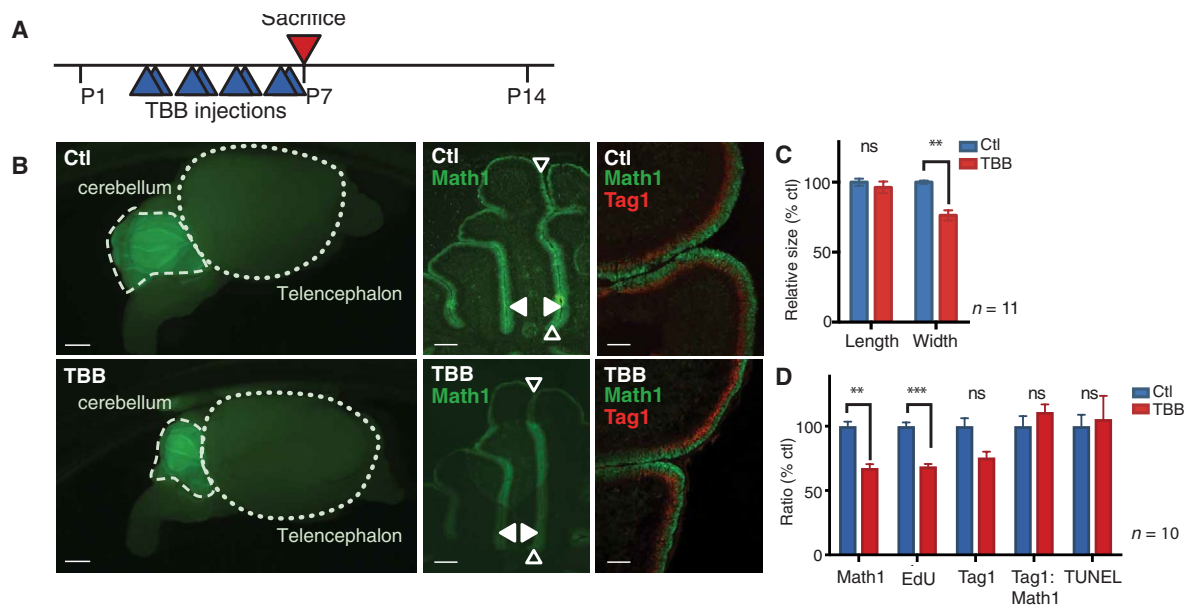 A
Sacrifice
P1
TBB injections
P7
P14
B
Ctl
cerebellum
Telencephalon
Ctl
Math1
Ctl
Math1
Tag1
TBB
cerebellum
Telencephalon
TBB
Math1
TBB
Math1
Tag1
C
Relative size (% ctl)
100
50
0
ns
**
Ctl
TBB
Length
Width
n = 11
D
Ratio (% ctl)
100
50
0
**
***
ns
ns
ns
Ctl
TBB
Math1
EdU
Tag1
Tag1:
Math1
TUNEL
n = 10